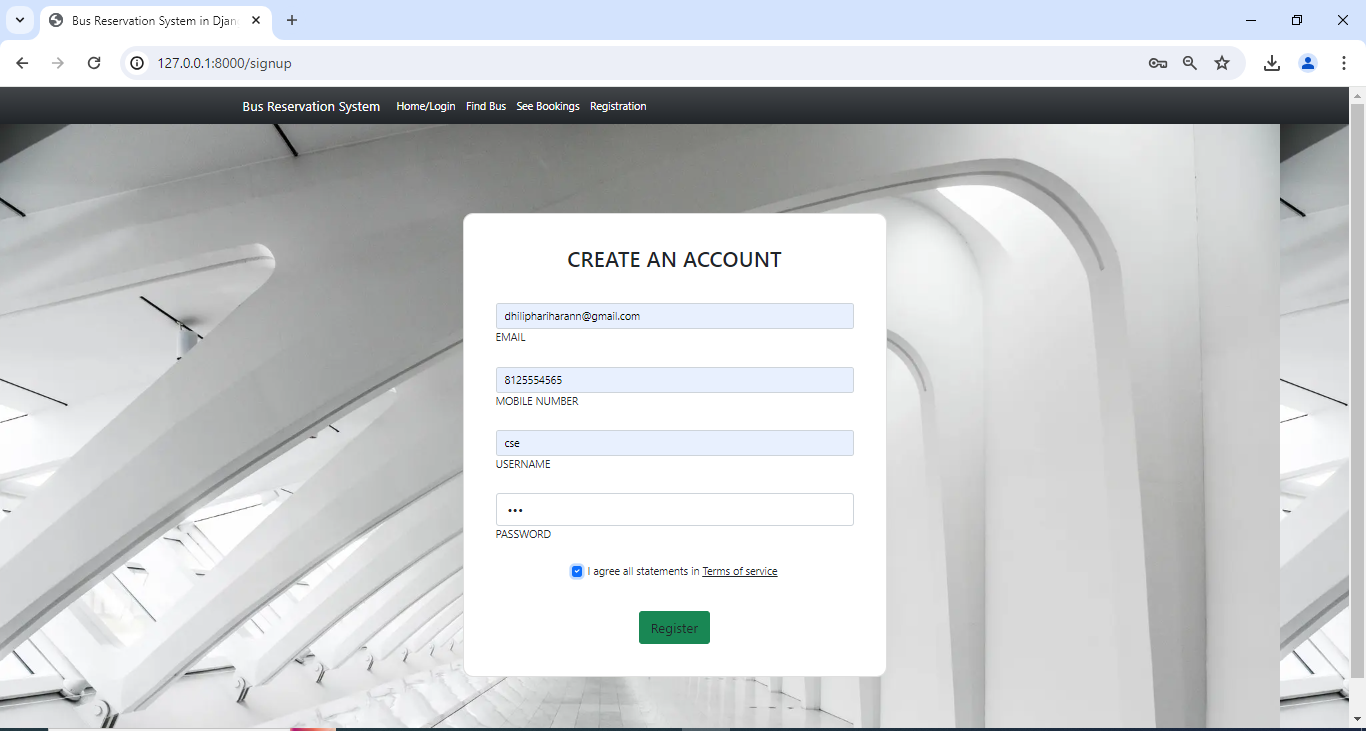 Bus Reservation System in Djan
127.0.0.1:8000/signup
Bus Reservation System Home/Login Find Bus See Bookings Registration
CREATE AN ACCOUNT
dhiliphariharann@gmail.com
EMAIL
8125554565
MOBILE NUMBER
cse
USERNAME
•••
PASSWORD
I agree all statements in Terms of service
Register